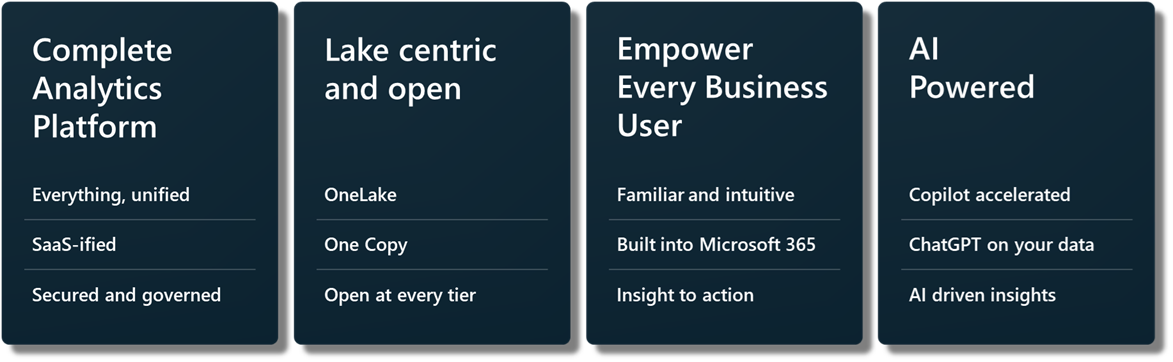 Complete
Analytics
Platform
Everything, unified
SaaS-ified
Secured and governed
Lake centric
and open
OneLake
One Copy
Open at every tier
Empower
Every Business
User
Familiar and intuitive
Built into Microsoft 365
Insight to action
AI
Powered
Copilot accelerated
ChatGPT on your data
AI driven insights